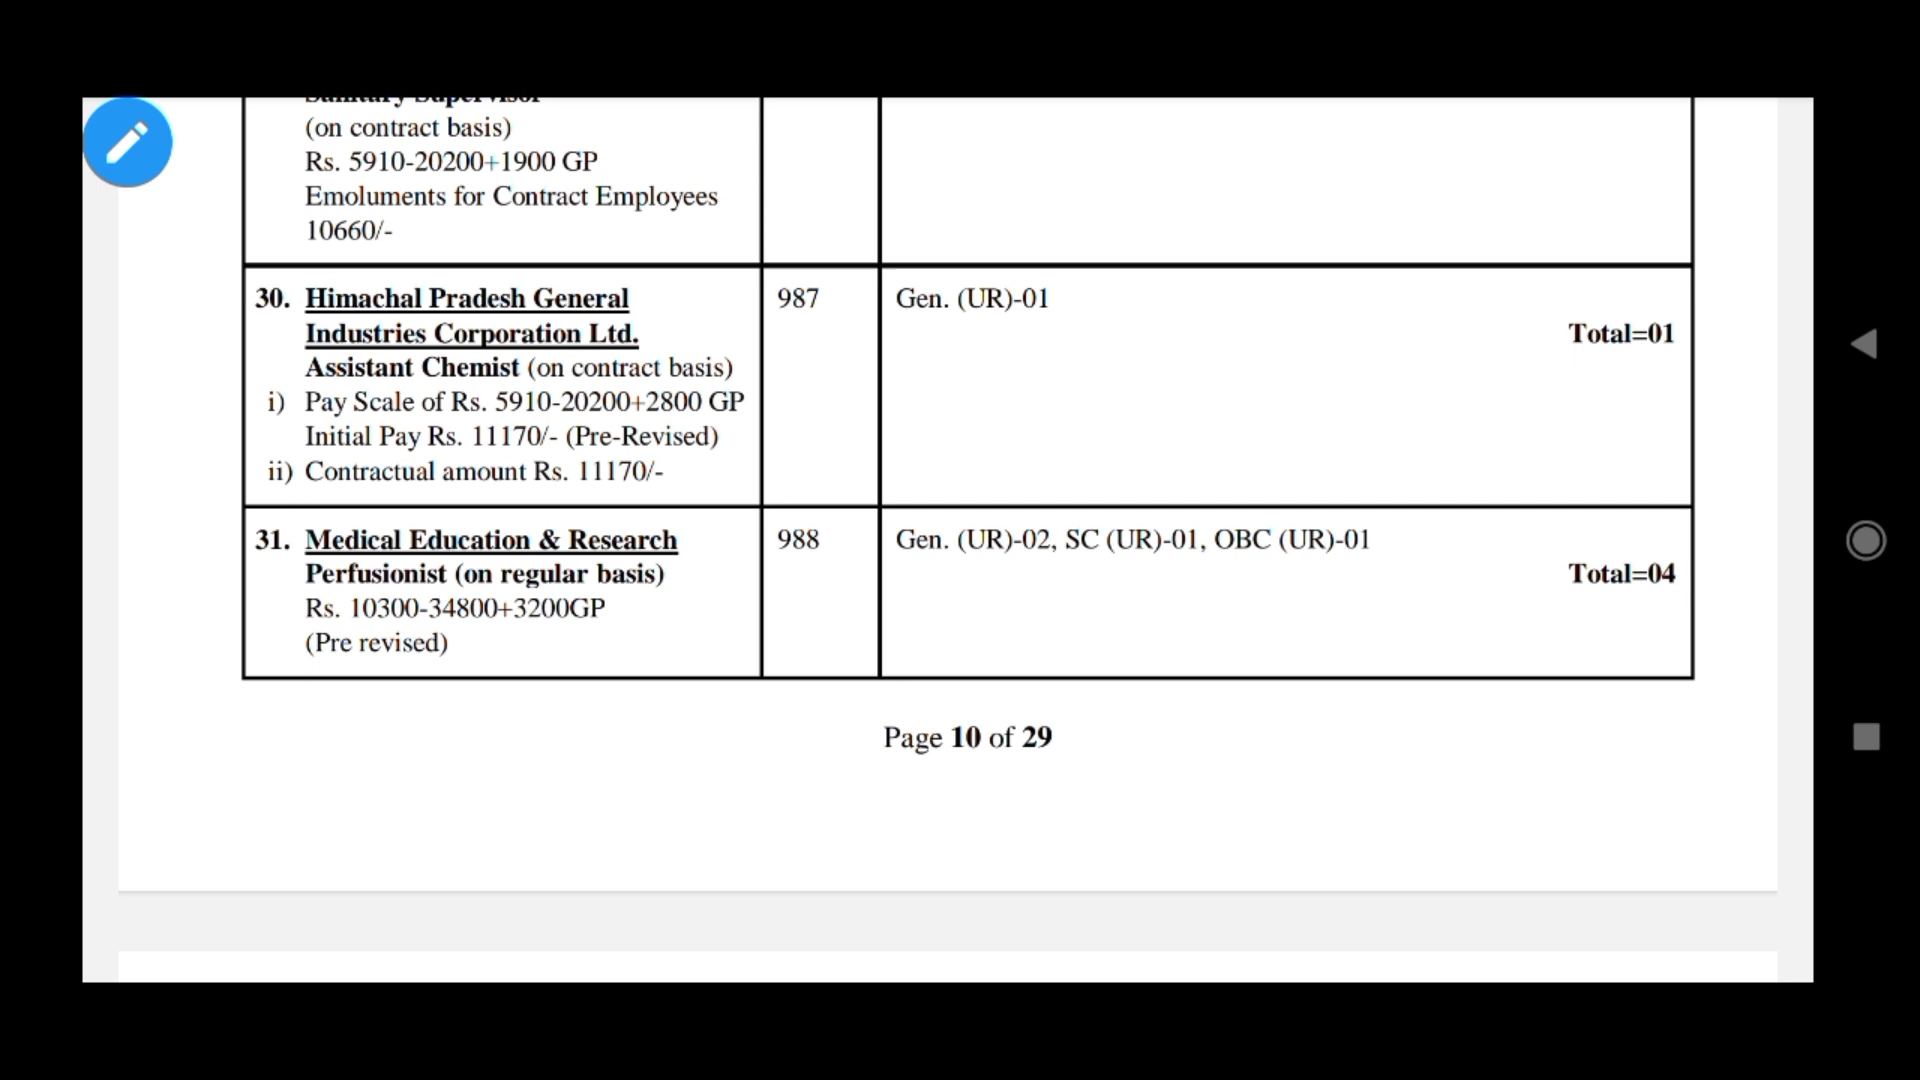 Sanitary Supervisor
(on contract basis)
Rs. 5910-20200+1900 GP
Emoluments for Contract Employees
10660/-
30. Himachal Pradesh General
Industries Corporation Ltd.
Assistant Chemist (on contract basis)
i) Pay Scale of Rs. 5910-20200+2800 GP
Initial Pay Rs. 11170/- (Pre-Revised)
ii) Contractual amount Rs. 11170/-
987
Gen. (UR)-01
Total=01
31. Medical Education & Research
Perfusionist (on regular basis)
Rs. 10300-34800+3200GP
(Pre revised)
988
Gen. (UR)-02, SC (UR)-01, OBC (UR)-01
Total=04
Page 10 of 29